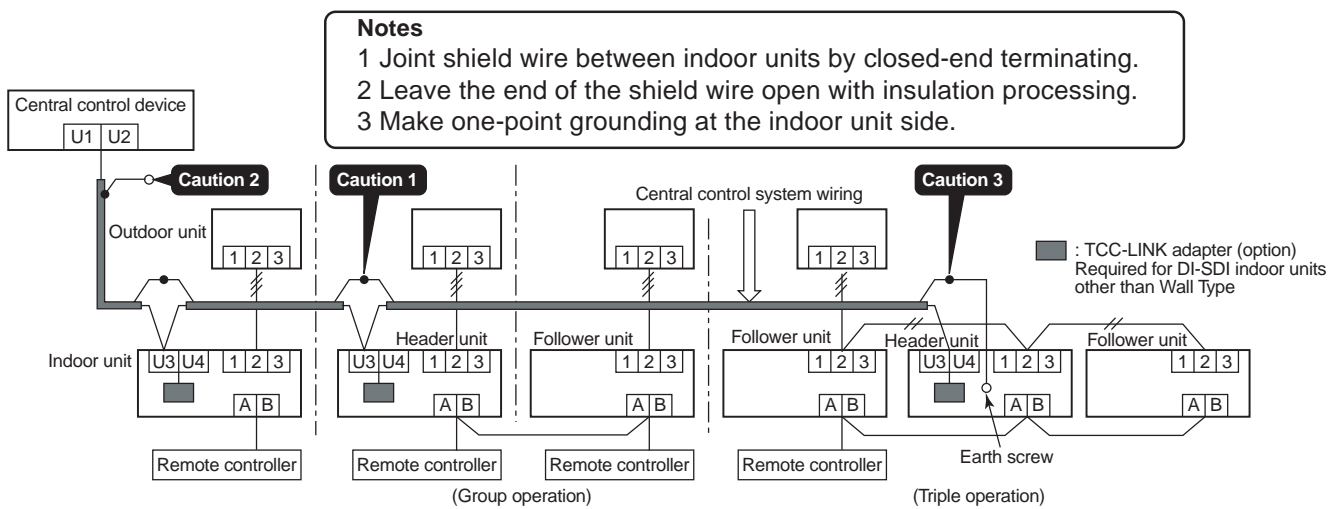 Notes
1 Joint shield wire between indoor units by closed-end terminating.
2 Leave the end of the shield wire open with insulation processing.
3 Make one-point grounding at the indoor unit side.
Central control device
U1 U2
Caution 2
Caution 1
Central control system wiring
Caution 3
Outdoor unit
1 2 3
1 2 3
1 2 3
1 2 3
: TCC-LINK adapter (option)
Required for DI-SDI indoor units
other than Wall Type
Indoor unit
U3 U4 1 2 3
Header unit
U3 U4 1 2 3
Follower unit
1 2 3
Follower unit
1 2 3
Header unit
U3 U4 1 2 3
Follower unit
1 2 3
A B
A B
A B
A B
A B
A B
Remote controller
Remote controller
Remote controller
Remote controller
Earth screw
(Group operation)
(Triple operation)